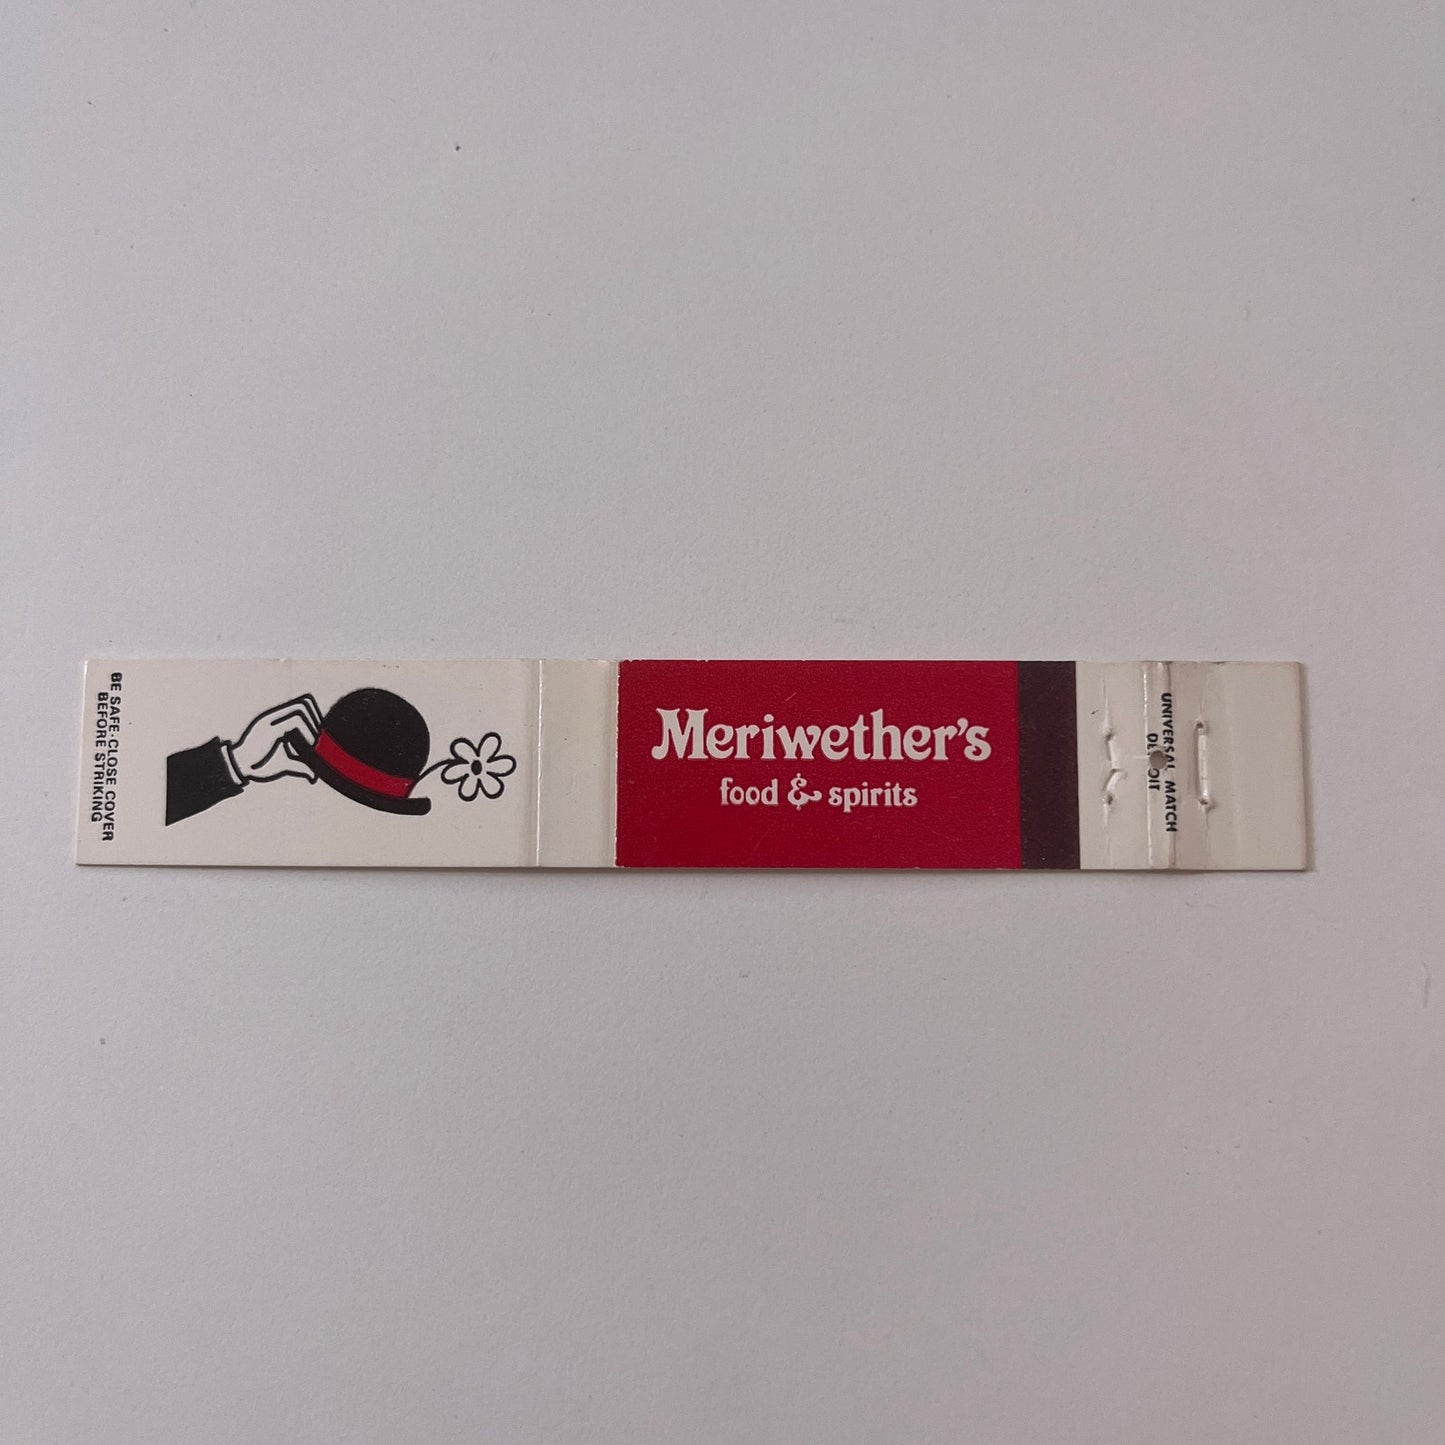 BE SAFE-CLOSE COVER
BEFORE STRIKING
Meriwether's
food & spirits
UNIVERSAL MATCH